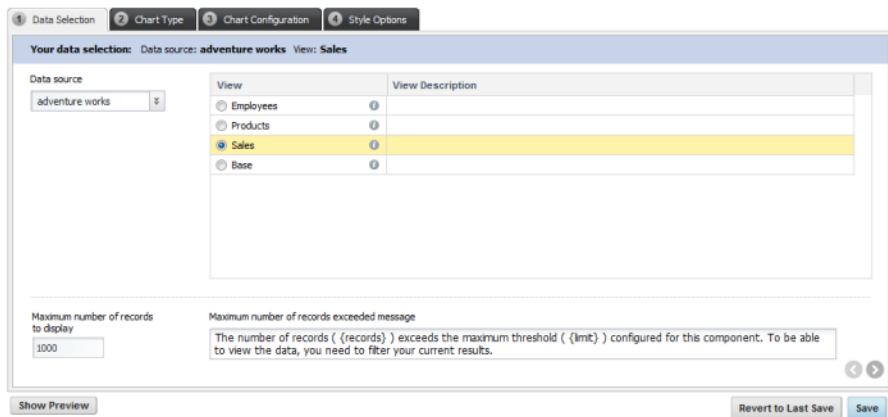 1 Data Selection 2 Chart Type 3 Chart Configuration 4 Style Options
Your data selection: Data source: adventure works View: Sales
Data source
adventure works
View View Description
Employees
Products
Sales
Base
Maximum number of records
to display
1000
Maximum number of records exceeded message
The number of records ( {records} ) exceeds the maximum threshold ( {limit} ) configured for this component. To be able
to view the data, you need to filter your current results.
Show Preview Revert to Last Save Save